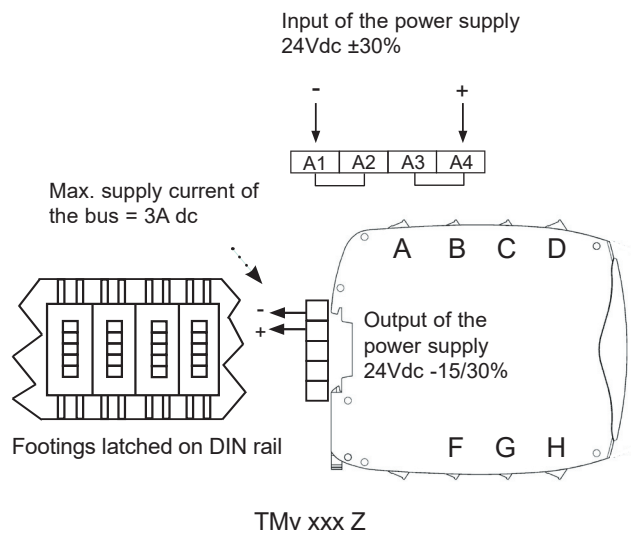 Input of the power supply
24Vdc ±30%
- +
A1 A2 A3 A4
Max. supply current of
the bus = 3A dc
A B C D
-
+
Output of the
power supply
24Vdc -15/30%
Footings latched on DIN rail
F G H
TMv xxx Z